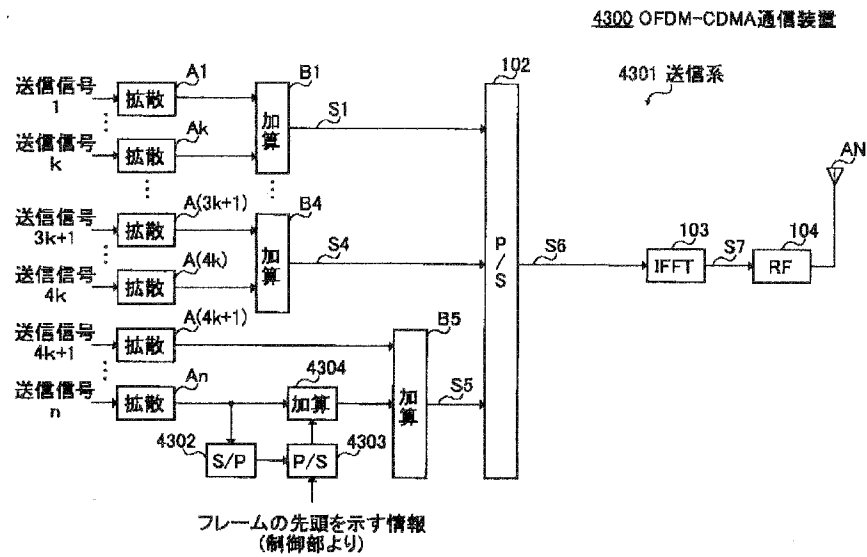 4300 OFDM-CDMA通信装置
4301 送信系
送信信号
1
拡散
A1
B1
加算
S1
102
P/S
送信信号
k
拡散
Ak
送信信号
3k+1
拡散
A(3k+1)
B4
加算
S4
送信信号
4k
拡散
A(4k)
S6
103
IFFT
S7
104
RF
AN
送信信号
4k+1
拡散
A(4k+1)
B5
加算
S5
送信信号
n
拡散
An
4304
加算
4302
S/P
P/S
4303
フレームの先頭を示す情報
(制御部より)